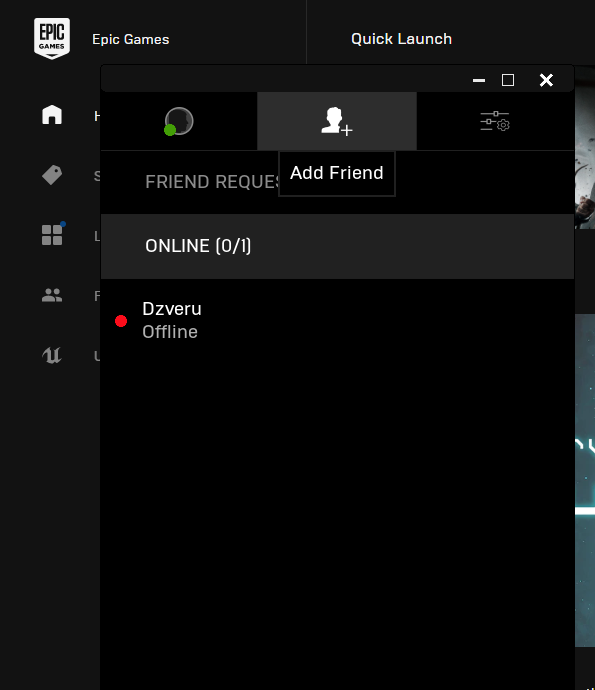 EPIC
GAMES
Epic Games
Quick Launch
Add Friend
FRIEND REQUES
ONLINE (0/1)
Dzveru
Offline